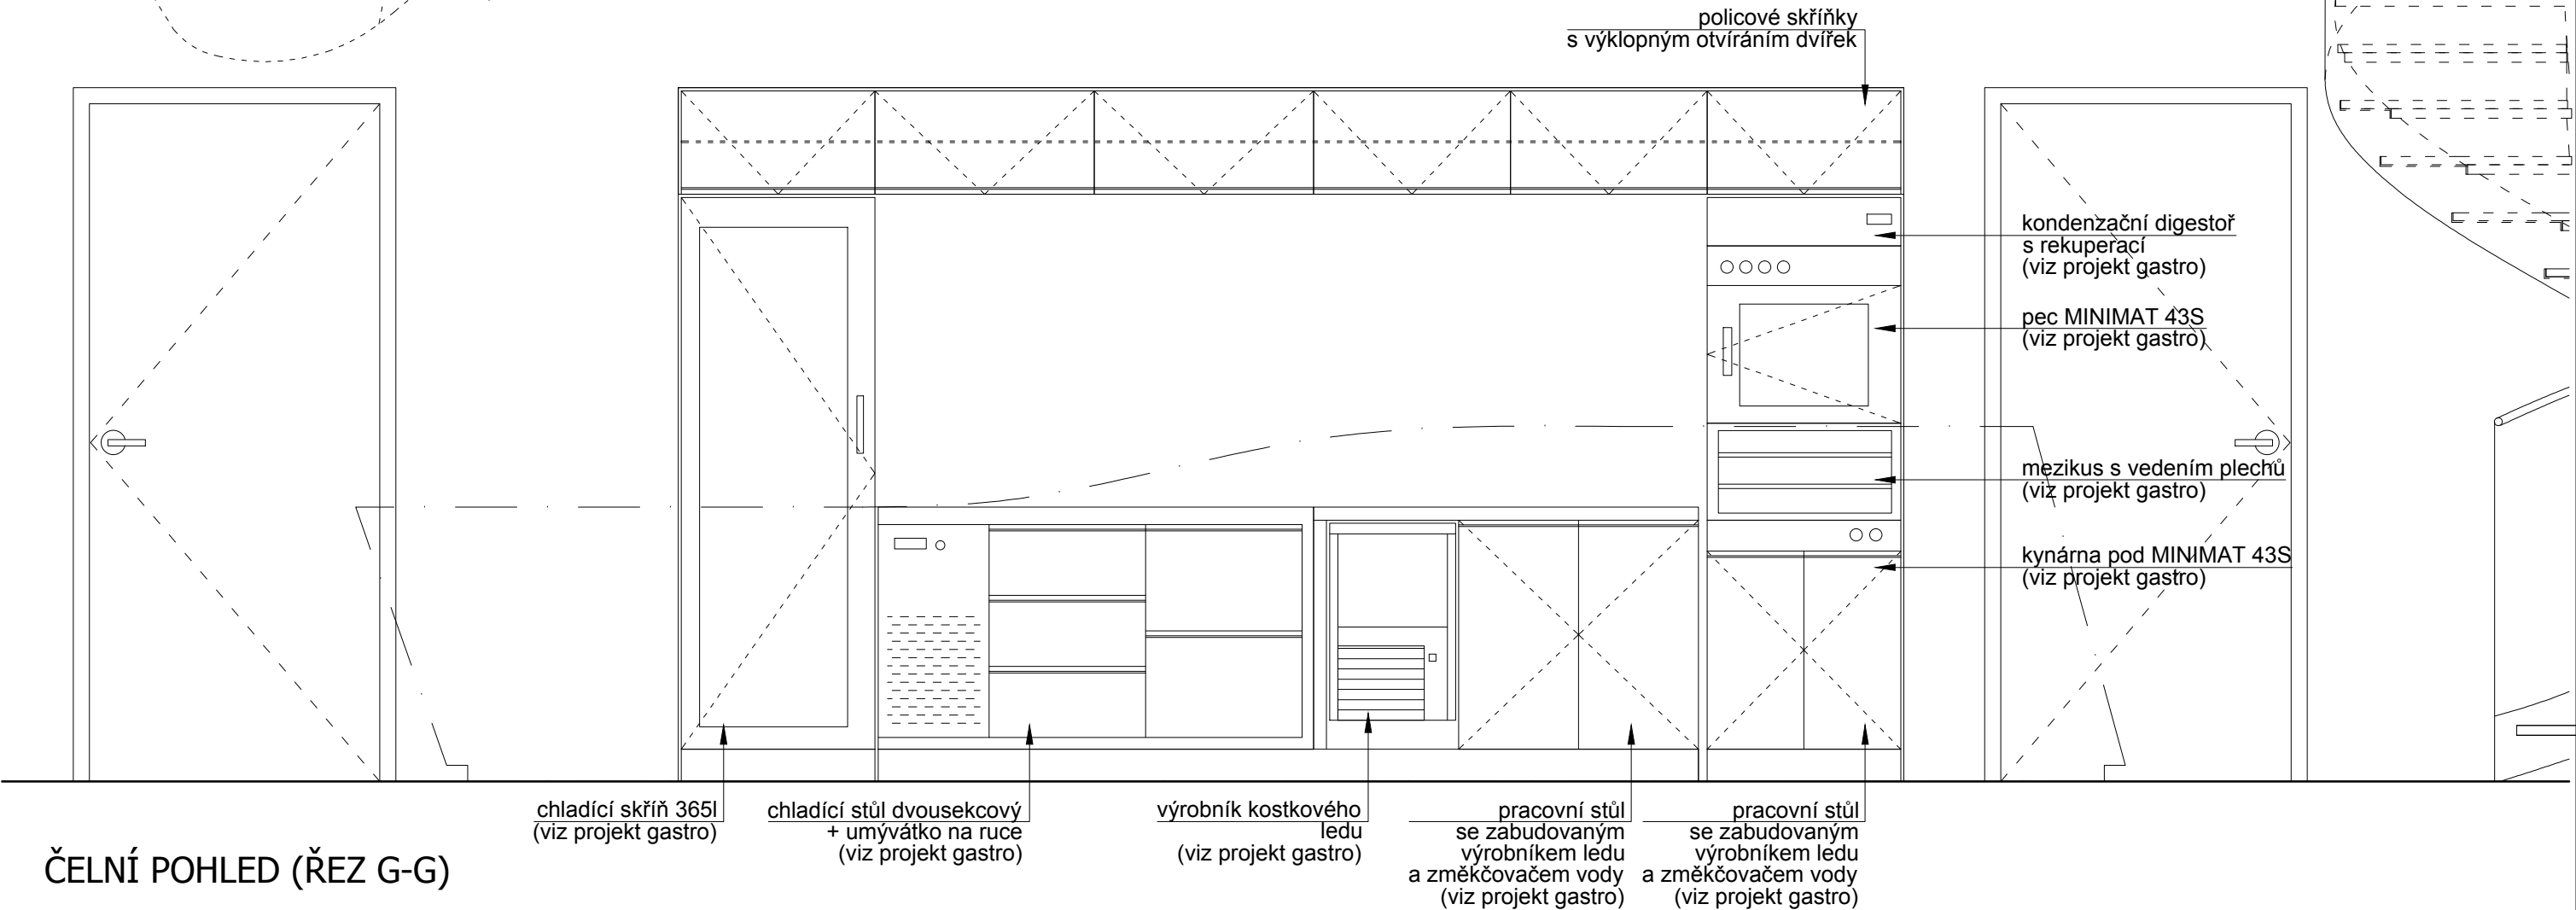 policové skříňky
s výklopným otvíráním dvířek
kondenzační digestoř
s rekuperací
(viz projekt gastro)
pec MINIMAT 43S
(viz projekt gastro)
mezikus s vedením plechů
(viz projekt gastro)
kynárna pod MINIMAT 43S
(viz projekt gastro)
chladící skříň 365l
(viz projekt gastro)
chladící stůl dvousekcový
+ umývátko na ruce
(viz projekt gastro)
výrobník kostkového
ledu
(viz projekt gastro)
pracovní stůl
se zabudovaným
výrobníkem ledu
a změkčovačem vody
(viz projekt gastro)
pracovní stůl
se zabudovaným
výrobníkem ledu
a změkčovačem vody
(viz projekt gastro)
ČELNÍ POHLED (ŘEZ G-G)